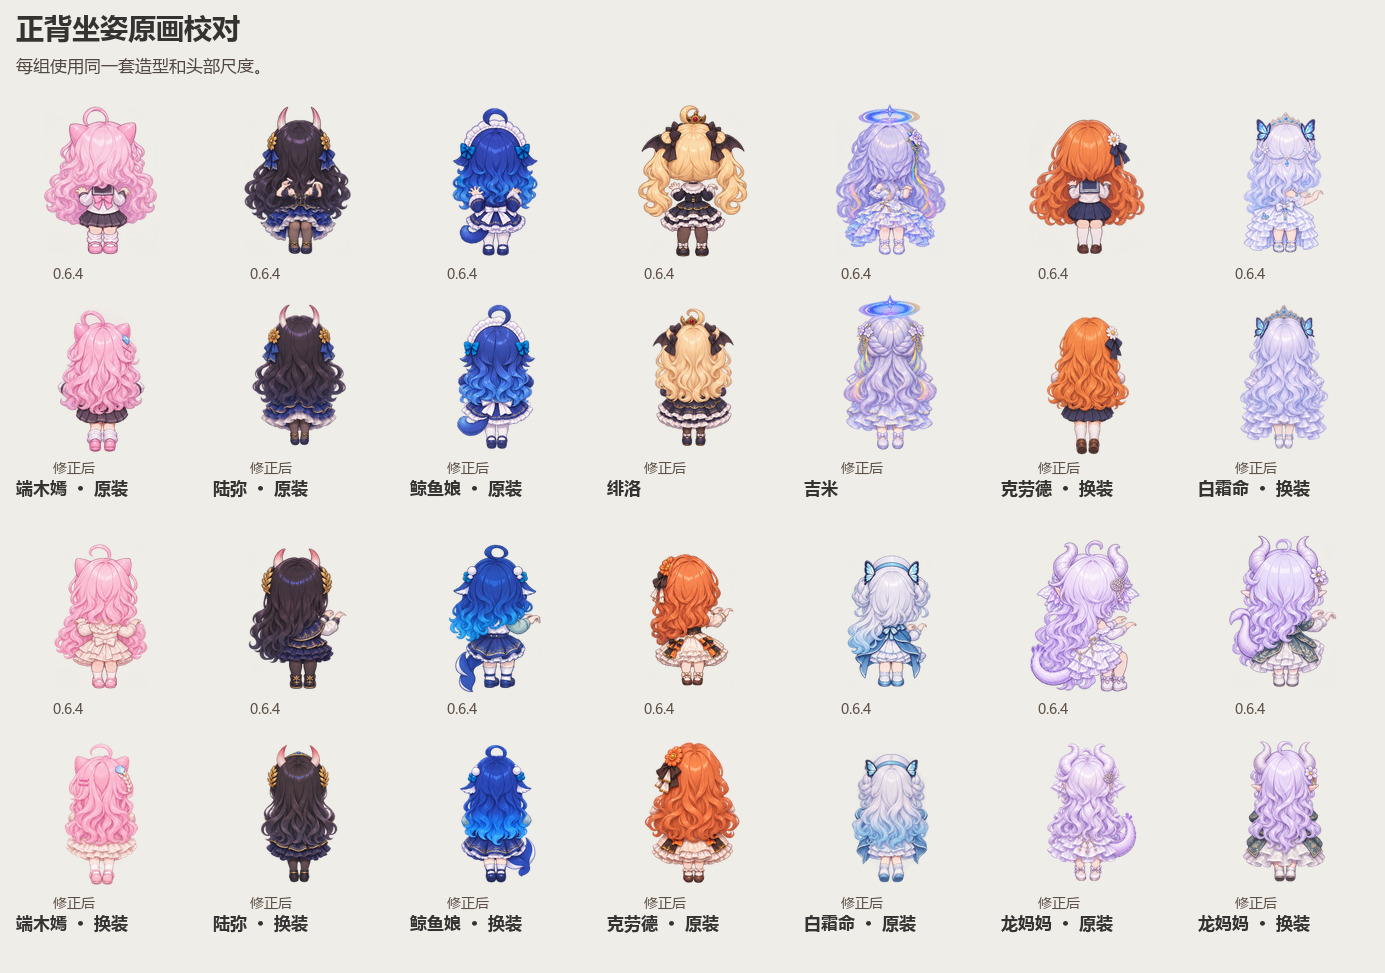 正背坐姿原画校对
每组使用同一套造型和头部尺度。
0.6.4 0.6.4 0.6.4 0.6.4 0.6.4 0.6.4 0.6.4
修正后 修正后 修正后 修正后 修正后 修正后 修正后
端木嫣 · 原装 陆弥 · 原装 鲸鱼娘 · 原装 绯洛 吉米 克劳德 · 换装 白霜命 · 换装
0.6.4 0.6.4 0.6.4 0.6.4 0.6.4 0.6.4 0.6.4
修正后 修正后 修正后 修正后 修正后 修正后 修正后
端木嫣 · 换装 陆弥 · 换装 鲸鱼娘 · 换装 克劳德 · 原装 白霜命 · 原装 龙妈妈 · 原装 龙妈妈 · 换装